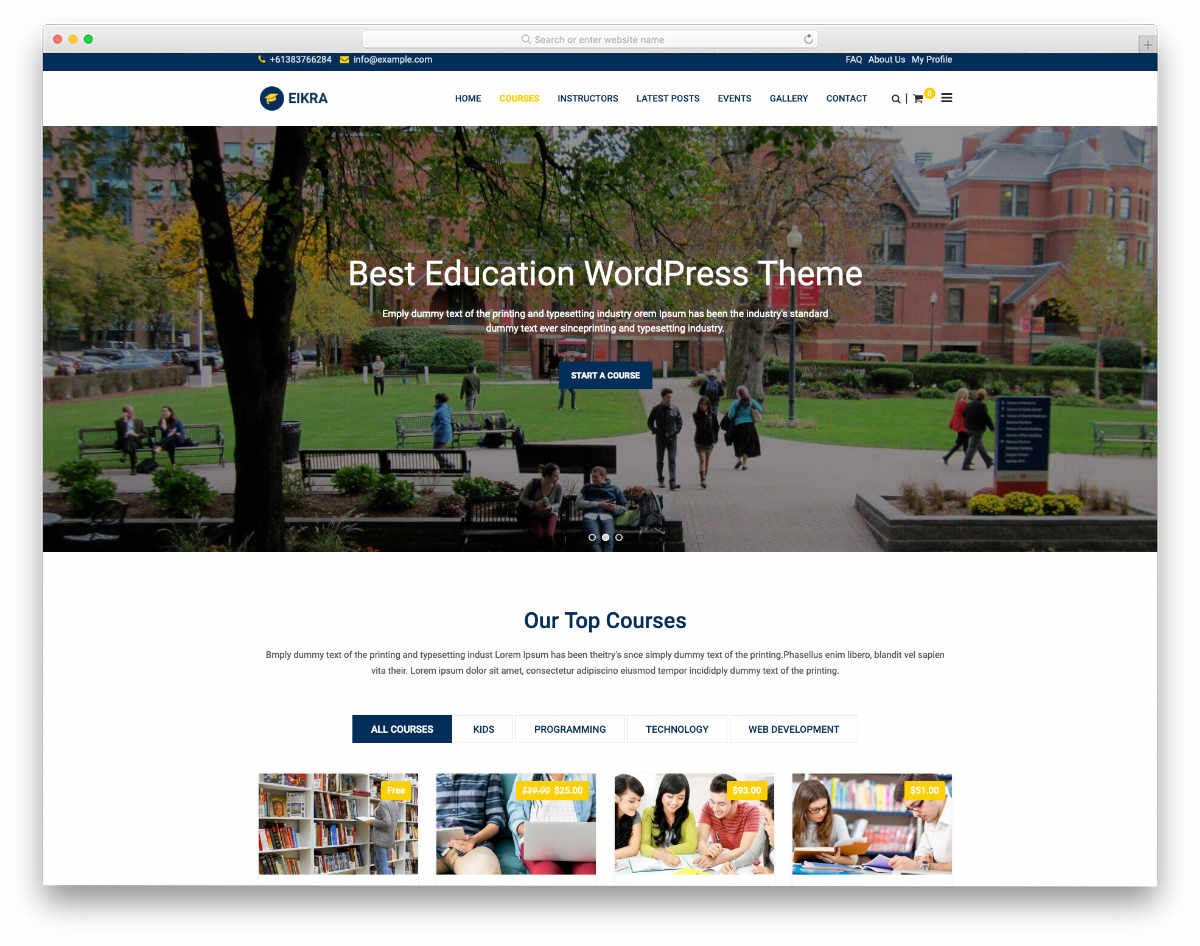 Search or enter website name
+61383766284 info@example.com FAQ About Us My Profile
EIKRA HOME COURSES INSTRUCTORS LATEST POSTS EVENTS GALLERY CONTACT | 0
Best Education WordPress Theme
Emply dummy text of the printing and typesetting industry orem Ipsum has been the industry's standard
dummy text ever sinceprinting and typesetting industry.
START A COURSE
Our Top Courses
Bmply dummy text of the printing and typesetting indust Lorem Ipsum has been theitry's snce simply dummy text of the printing.Phasellus enim libero, blandit vel sapien
vita their. Lorem ipsum dolor sit amet, consectetur adipiscino eiusmod tempor incididply dummy text of the printing.
ALL COURSES KIDS PROGRAMMING TECHNOLOGY WEB DEVELOPMENT
Free $39.00 $25.00 $93.00 $51.00